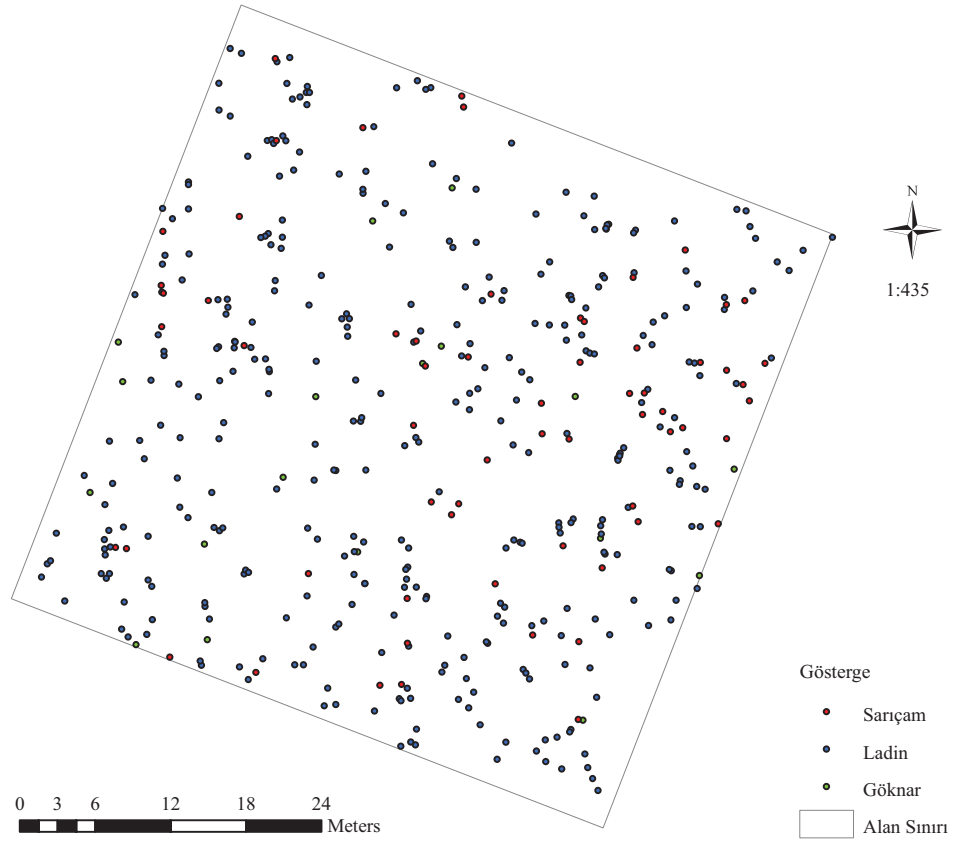 N
1:435
Gösterge
Sarıçam
Ladin
Göknar
Alan Sınırı
0 3 6 12 18 24
Meters